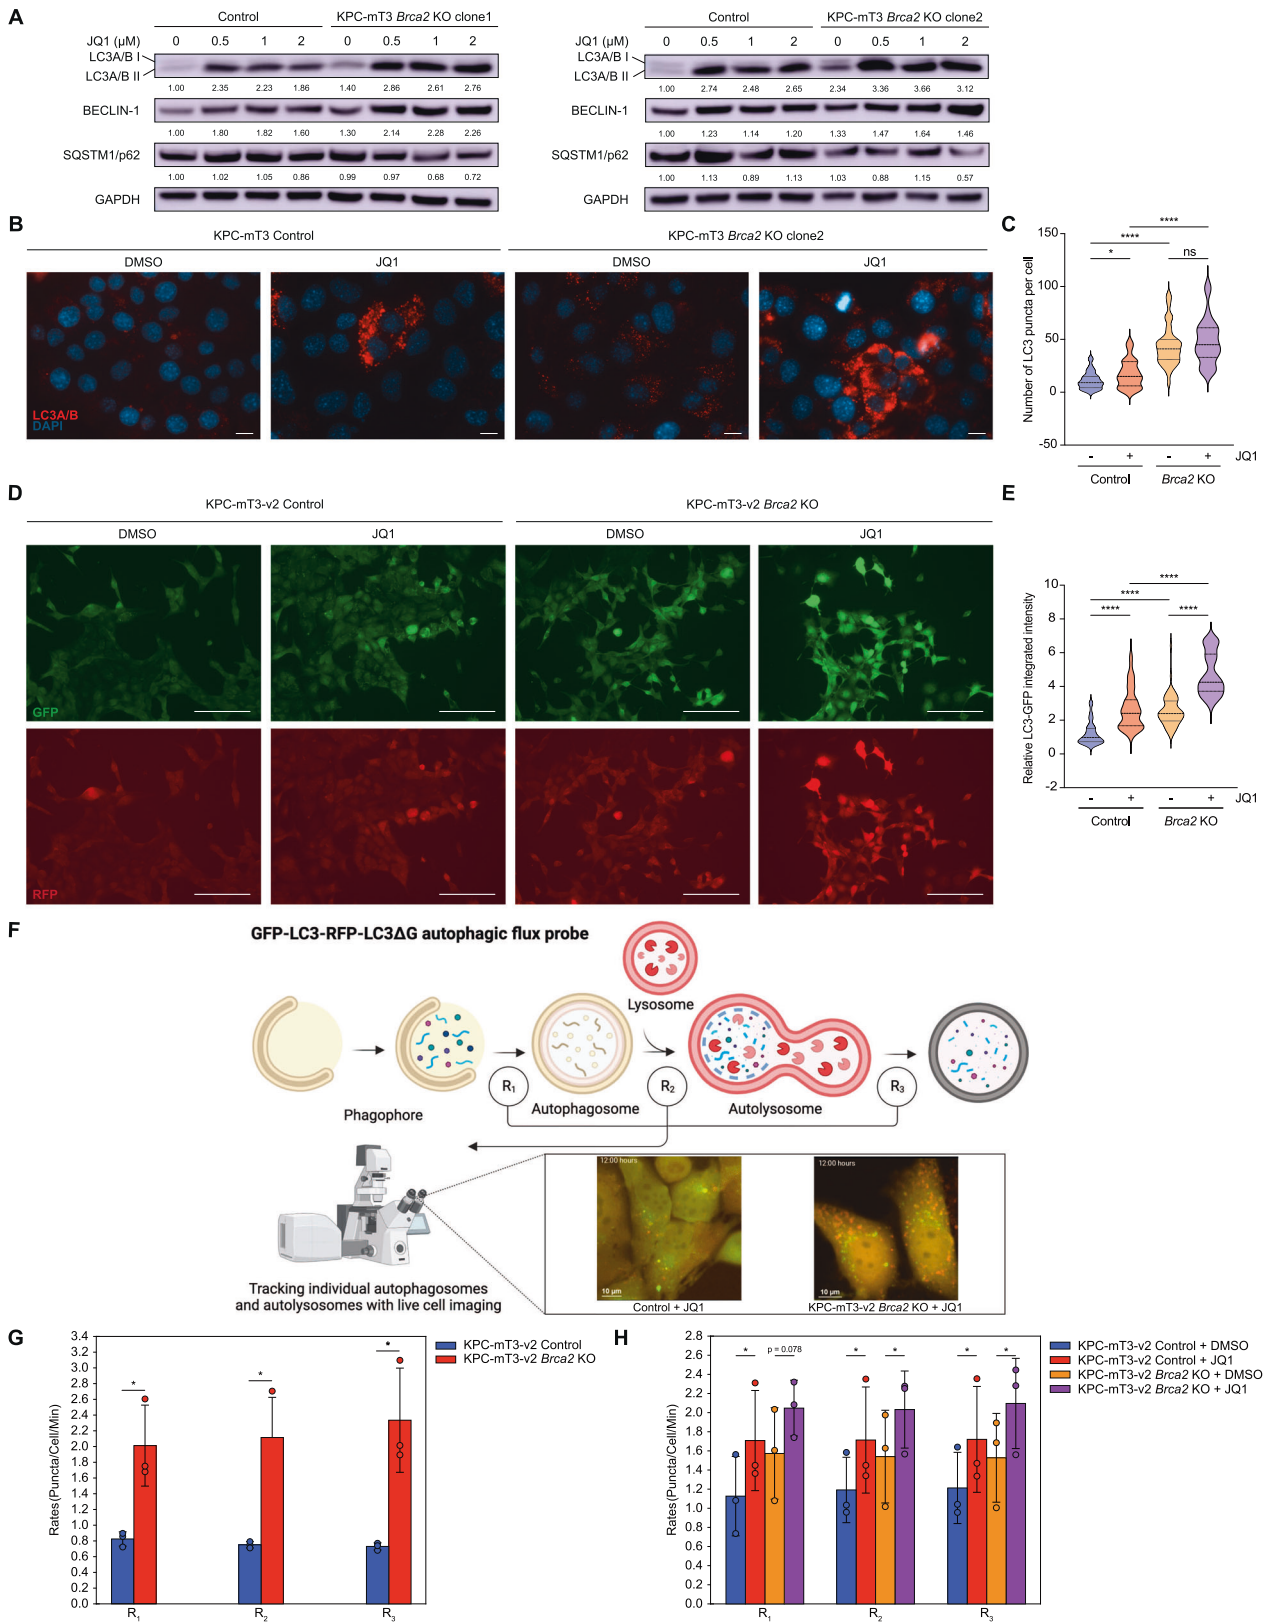 A
Control
KPC-mT3 Brca2 KO clone1
JQ1 (μM)
0 0.5 1 2 0 0.5 1 2
LC3A/B I
LC3A/B II
1.00 2.35 2.23 1.86 1.40 2.86 2.61 2.76
BECLIN-1
1.00 1.80 1.82 1.60 1.30 2.14 2.28 2.26
SQSTM1/p62
1.00 1.02 1.05 0.86 0.99 0.97 0.68 0.72
GAPDH
Control
KPC-mT3 Brca2 KO clone2
JQ1 (μM)
0 0.5 1 2 0 0.5 1 2
LC3A/B I
LC3A/B II
1.00 2.74 2.48 2.65 2.34 3.36 3.66 3.12
BECLIN-1
1.00 1.23 1.14 1.20 1.33 1.47 1.64 1.46
SQSTM1/p62
1.00 1.13 0.89 1.13 1.03 0.88 1.15 0.57
GAPDH
B
KPC-mT3 Control
KPC-mT3 Brca2 KO clone2
DMSO
JQ1
DMSO
JQ1
LC3A/B
DAPI
C
Number of LC3 puncta per cell
150
100
50
0
-50
****
****
*
ns
- + - + JQ1
Control
Brca2 KO
D
KPC-mT3-v2 Control
KPC-mT3-v2 Brca2 KO
DMSO
JQ1
DMSO
JQ1
GFP
RFP
E
Relative LC3-GFP integrated intensity
10
8
6
4
2
0
-2
****
****
****
****
- + - + JQ1
Control
Brca2 KO
F
GFP-LC3-RFP-LC3ΔG autophagic flux probe
Lysosome
R1
R2
R3
Phagophore
Autophagosome
Autolysosome
12:00 hours
12:00 hours
10 μm
10 μm
Control + JQ1
KPC-mT3-v2 Brca2 KO + JQ1
Tracking individual autophagosomes
and autolysosomes with live cell imaging
G
Rates (Puncta/Cell/Min)
3.4
3.2
3.0
2.8
2.6
2.4
2.2
2.0
1.8
1.6
1.4
1.2
1.0
0.8
0.6
0.4
0.2
0.0
*
*
*
R1 R2 R3
KPC-mT3-v2 Control
KPC-mT3-v2 Brca2 KO
H
Rates (Puncta/Cell/Min)
2.8
2.6
2.4
2.2
2.0
1.8
1.6
1.4
1.2
1.0
0.8
0.6
0.4
0.2
0.0
*
p = 0.078
*
*
*
*
R1 R2 R3
KPC-mT3-v2 Control + DMSO
KPC-mT3-v2 Control + JQ1
KPC-mT3-v2 Brca2 KO + DMSO
KPC-mT3-v2 Brca2 KO + JQ1